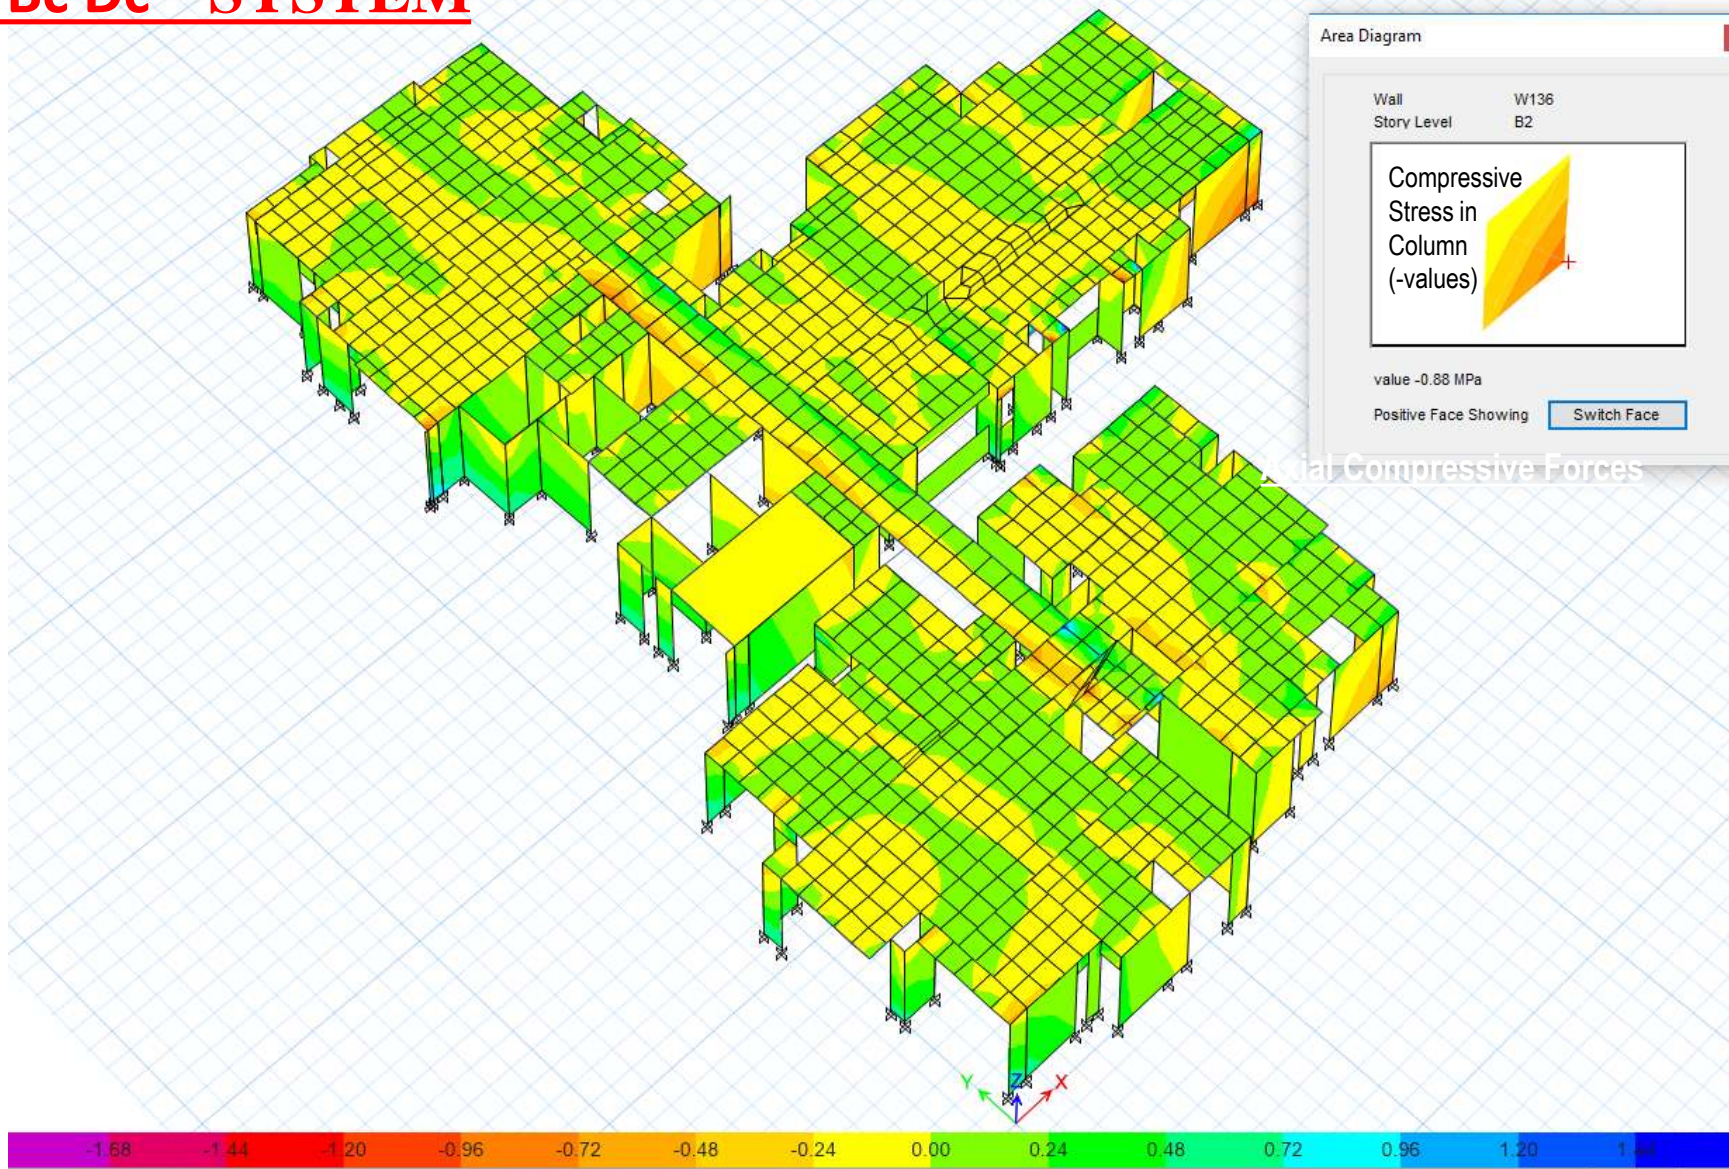 SYSTEM
Area Diagram
Wall W136
Story Level B2
Compressive
Stress in
Column
(-values)
value -0.88 MPa
Positive Face Showing Switch Face
Compressive Forces
Y Z X
-1.68 -1.44 -1.20 -0.96 -0.72 -0.48 -0.24 0.00 0.24 0.48 0.72 0.96 1.20